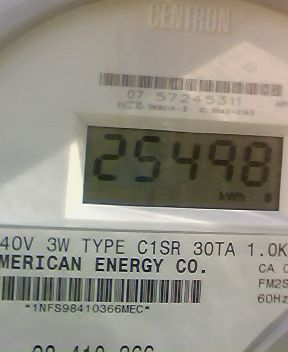 CENTRON®
07 57245311
25498
kWh
40V 3W TYPE C1SR 30TA 1.0K
MERICAN ENERGY CO.
CA 0
FM2S
60Hz
*1NFS98410366MEC*